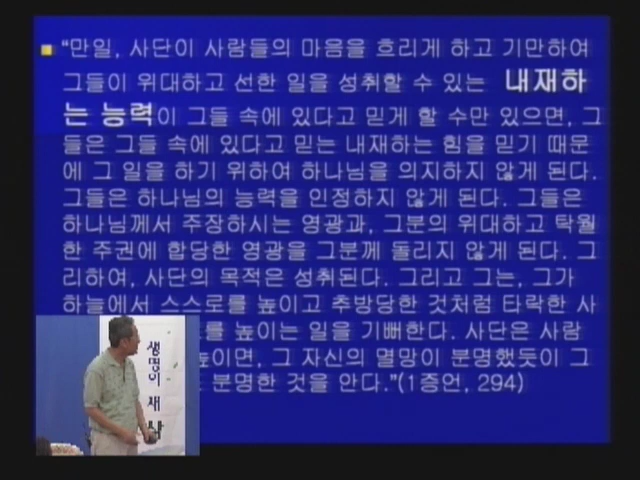 “만일, 사단이 사람들의 마음을 흐리게 하고 기만하여
그들이 위대하고 선한 일을 성취할 수 있는 내재하
는 능력이 그들 속에 있다고 믿게 할 수만 있으면, 그
들은 그들 속에 있다고 믿는 내재하는 힘을 믿기 때문
에 그 일을 하기 위하여 하나님을 의지하지 않게 된다.
그들은 하나님의 능력을 인정하지 않게 된다. 그들은
하나님께서 주장하시는 영광과, 그분의 위대하고 탁월
한 주권에 합당한 영광을 그분께 돌리지 않게 된다. 그
리하여, 사단의 목적은 성취된다. 그리고 그는, 그가
하늘에서 스스로를 높이고 추방당한 것처럼 타락한 사
를 높이는 일을 기뻐한다. 사단은 사람
높이면, 그 자신의 멸망이 분명했듯이 그
분명한 것을 안다.”(1증언, 294)
생명이 재